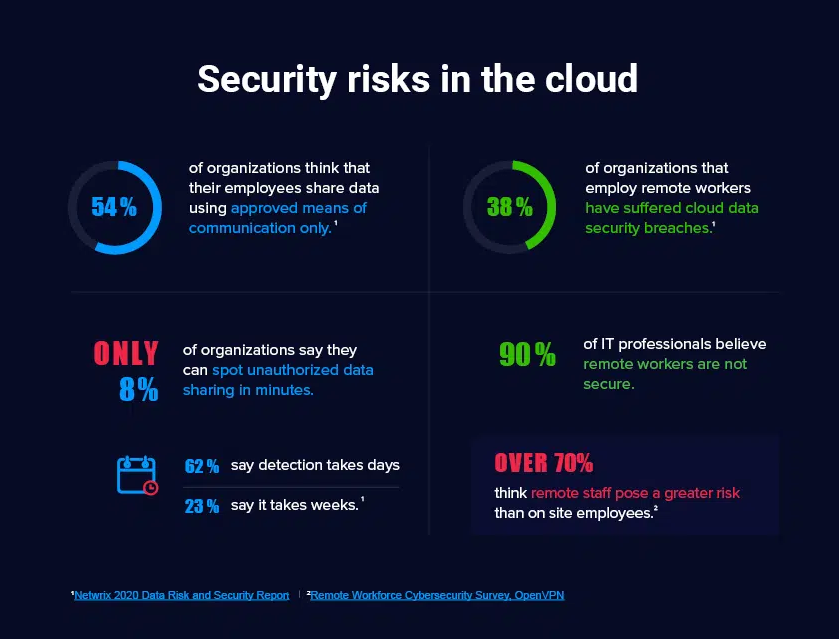 Security risks in the cloud
54%
of organizations think that
their employees share data
using approved means of
communication only.¹
38%
of organizations that
employ remote workers
have suffered cloud data
security breaches.¹
ONLY
8%
of organizations say they
can spot unauthorized data
sharing in minutes.
62% say detection takes days
23% say it takes weeks.¹
90%
of IT professionals believe
remote workers are not
secure.
OVER 70%
think remote staff pose a greater risk
than on site employees.²
¹Netwrix 2020 Data Risk and Security Report | ²Remote Workforce Cybersecurity Survey, OpenVPN